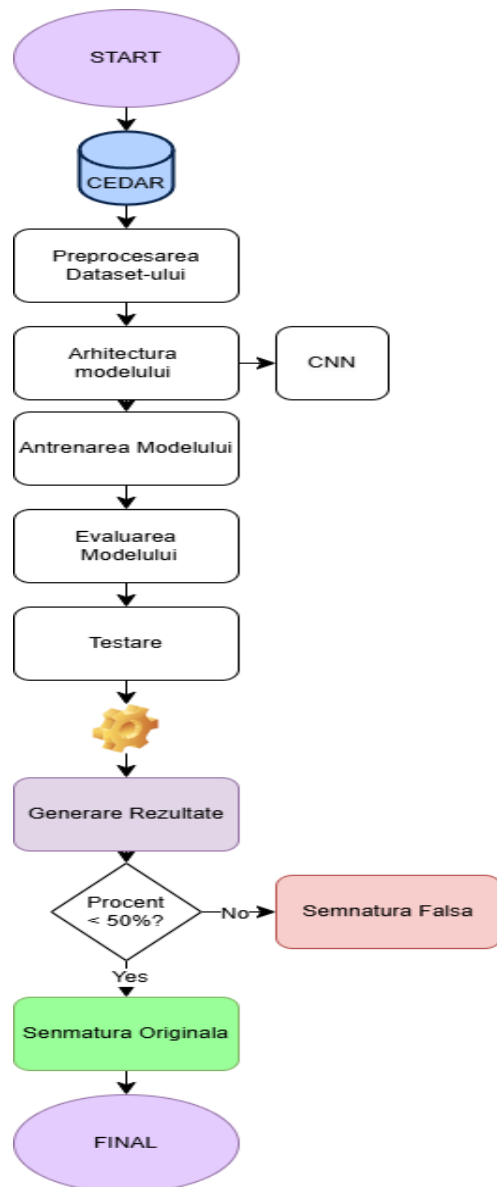 START
CEDAR
Preprocesarea
Dataset-ului
Arhitectura
modelului
CNN
Antrenarea Modelului
Evaluarea
Modelului
Testare
Generare Rezultate
Procent
< 50%?
No
Semnatura Falsa
Yes
Senmatura Originala
FINAL